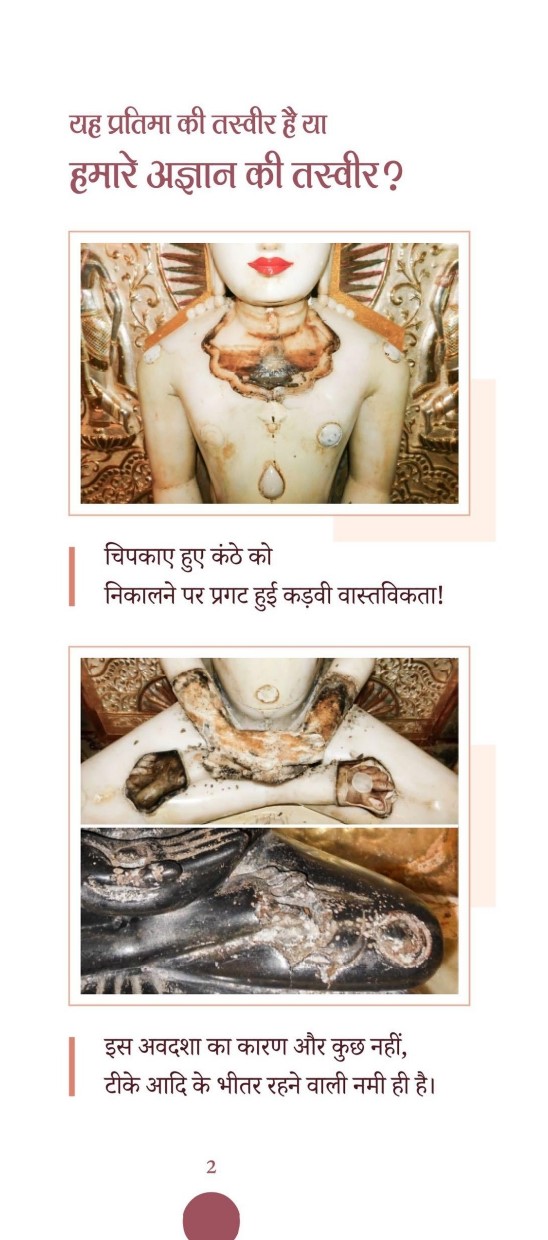 यह प्रतिमा की तस्वीर है या
हमारे अज्ञान की तस्वीर?
चिपकाए हुए कंठे को
निकालने पर प्रगट हुई कड़वी वास्तविकता!
इस अवदशा का कारण और कुछ नहीं,
टीके आदि के भीतर रहने वाली नमी ही है।
2